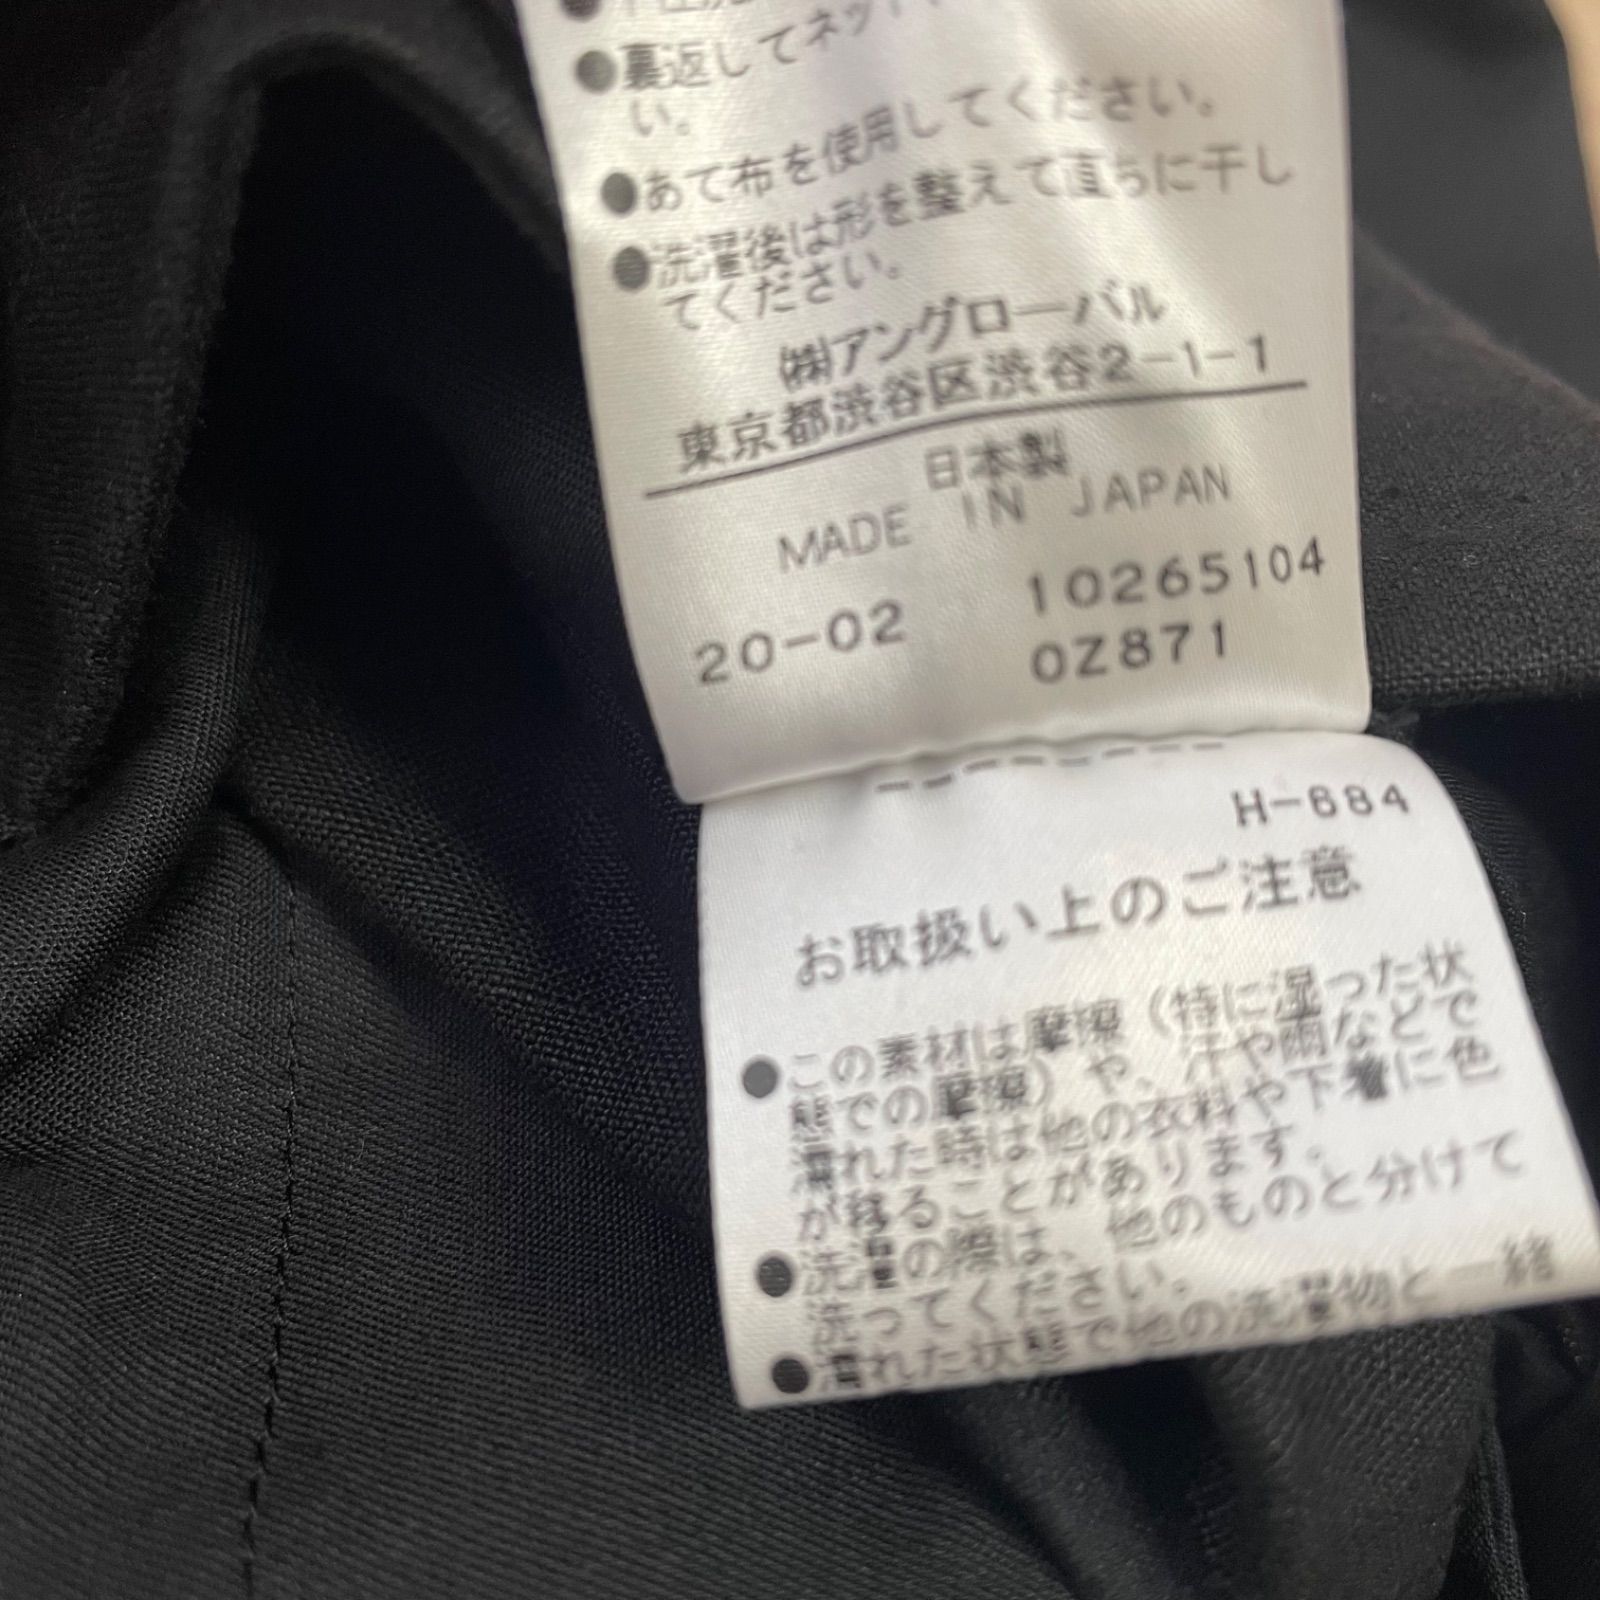 ●裏返してネット
い。
●あて布を使用してください。
●洗濯後は形を整えて直ちに干し
てください。
㈱アングローバル
東京都渋谷区渋谷2-1-1
日本製
MADE IN JAPAN
20-02 10265104
0Z871
H-684
お取扱い上のご注意
●この素材は摩擦（特に湿った状
態での摩擦）や、汗や雨などで
濡れた時は他の衣料や下着に色
が移ることがあります。
●洗濯の際は、他のものと分けて
洗ってください。
●濡れた状態で他の洗濯物と一緒